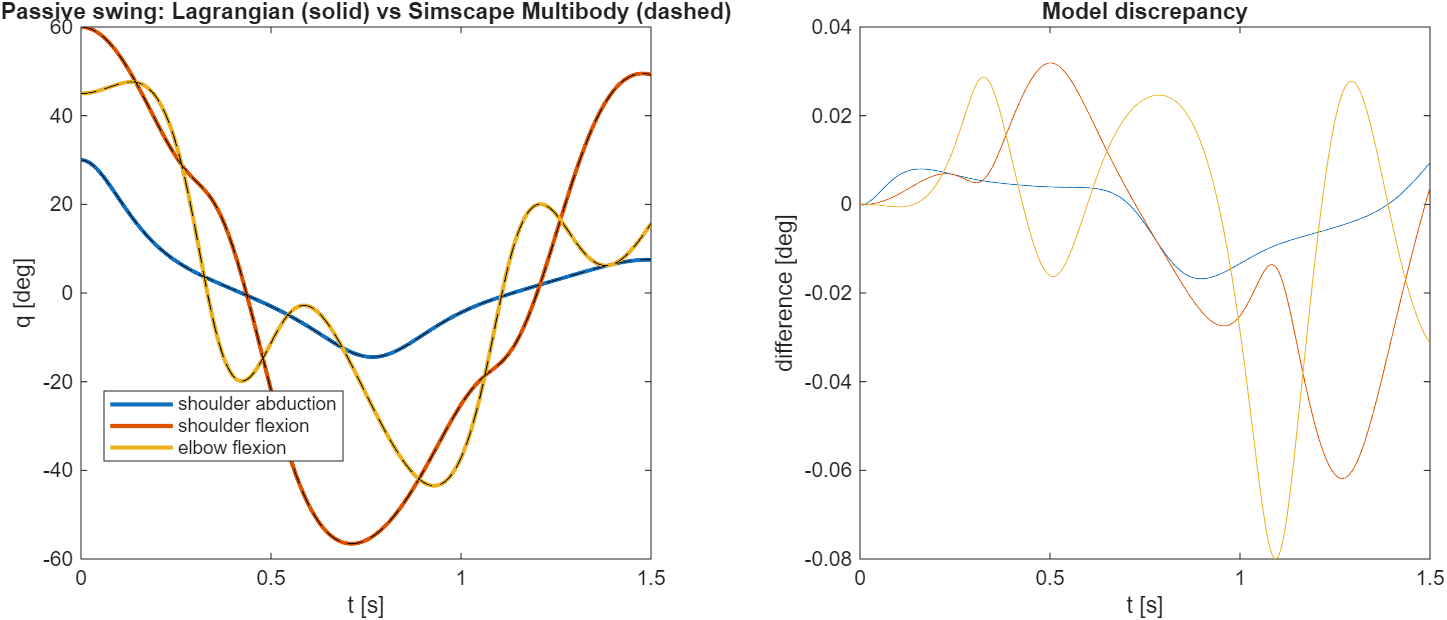 Passive swing: Lagrangian (solid) vs Simscape Multibody (dashed)
60
40
20
0
-20
-40
-60
q [deg]
shoulder abduction
shoulder flexion
elbow flexion
0
0.5
1
1.5
t [s]
Model discrepancy
0.04
0.02
0
-0.02
-0.04
-0.06
-0.08
difference [deg]
0
0.5
1
1.5
t [s]